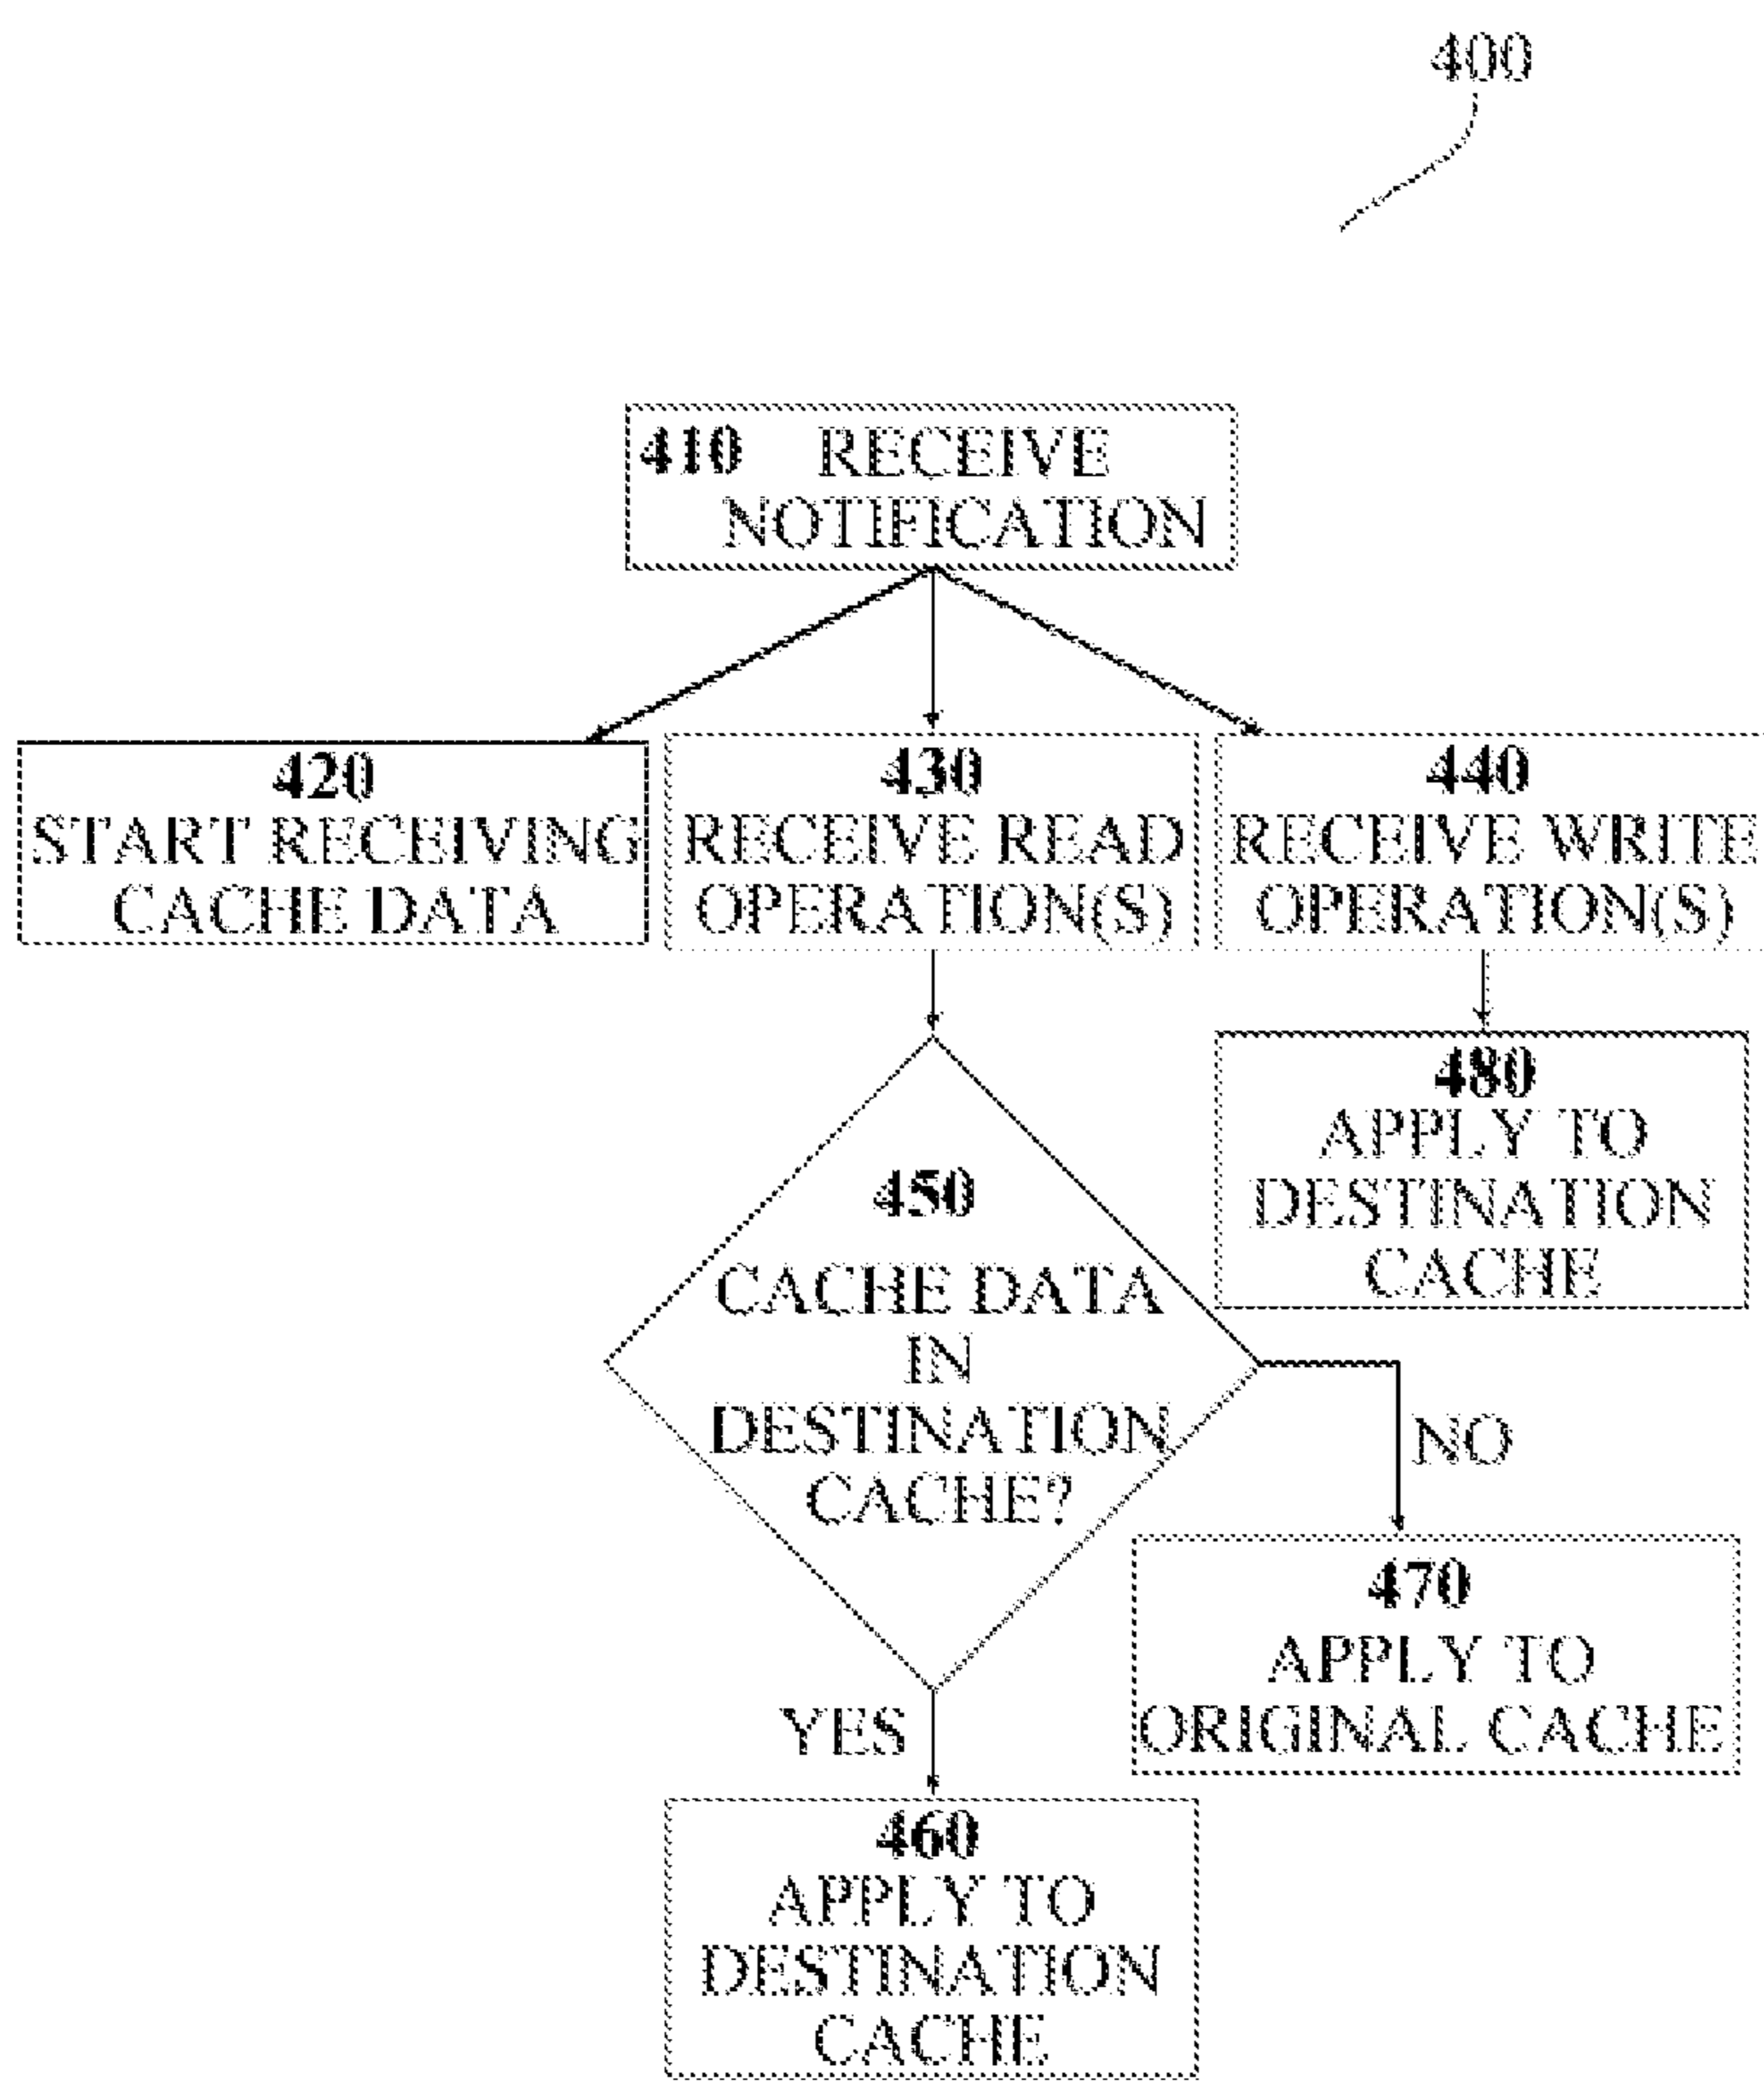 400
410 RECEIVE
NOTIFICATION
420
START RECEIVING
CACHE DATA
430
RECEIVE READ
OPERATION(S)
440
RECEIVE WRITE
OPERATION(S)
450
CACHE DATA
IN
DESTINATION
CACHE?
480
APPLY TO
DESTINATION
CACHE
NO
470
APPLY TO
ORIGINAL CACHE
YES
460
APPLY TO
DESTINATION
CACHE